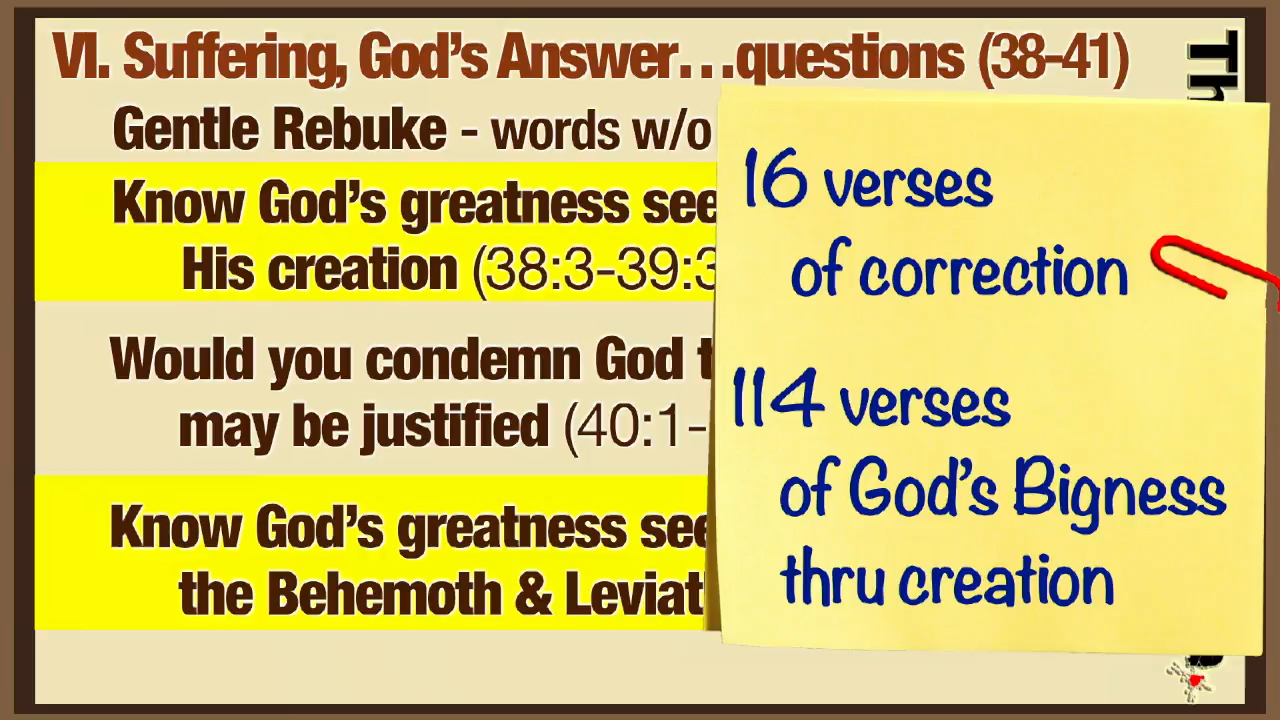 VI. Suffering, God's Answer...questions (38-41)
Gentle Rebuke - words w/o
Know God's greatness see
His creation (38:3-39:3
Would you condemn God t
may be justified (40:1-
Know God's greatness see
the Behemoth & Leviat
16 verses
of correction
114 verses
of God's Bigness
thru creation
Th